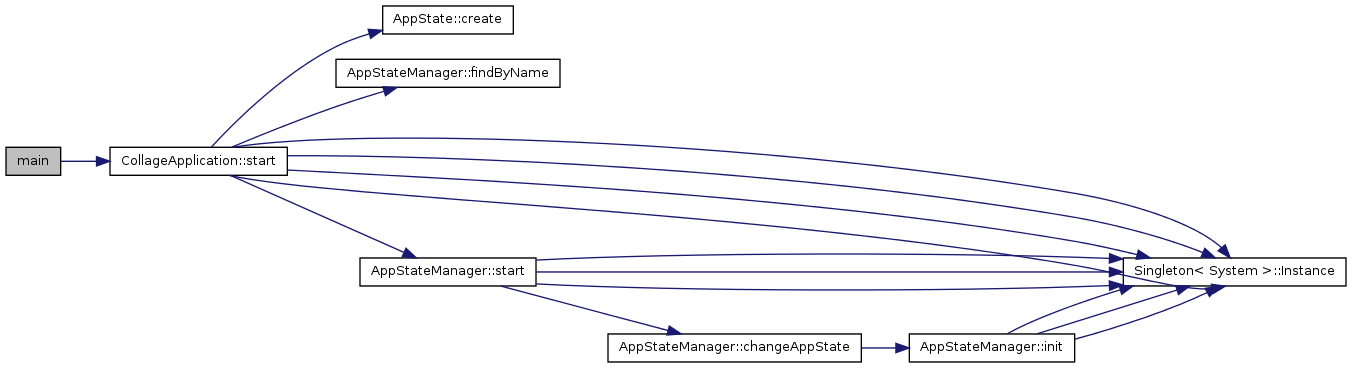 AppState::create
AppStateManager::findByName
main
CollageApplication::start
AppStateManager::start
Singleton< System >::Instance
AppStateManager::changeAppState
AppStateManager::init